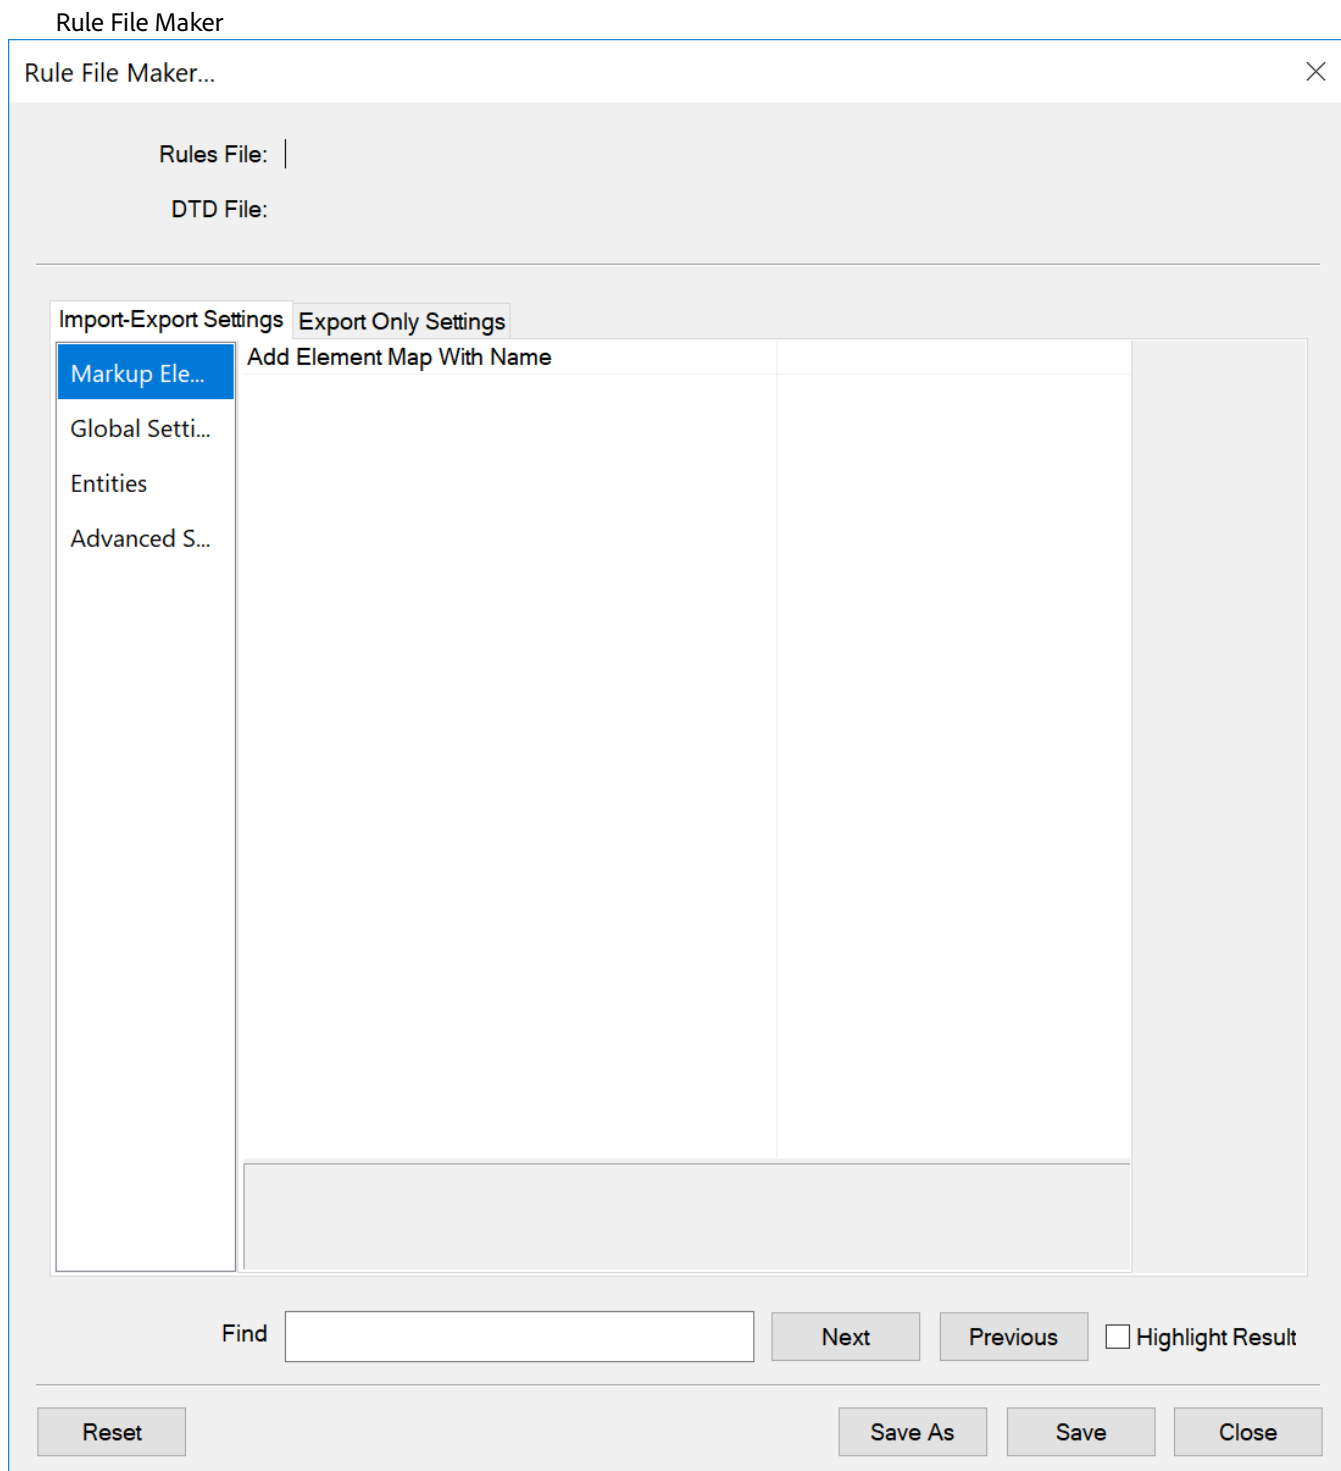 Rule File Maker
Rule File Maker...
Rules File:
DTD File:
Import-Export Settings Export Only Settings
Markup Ele...
Add Element Map With Name
Global Setti...
Entities
Advanced S...
Find Next Previous Highlight Result
Reset Save As Save Close